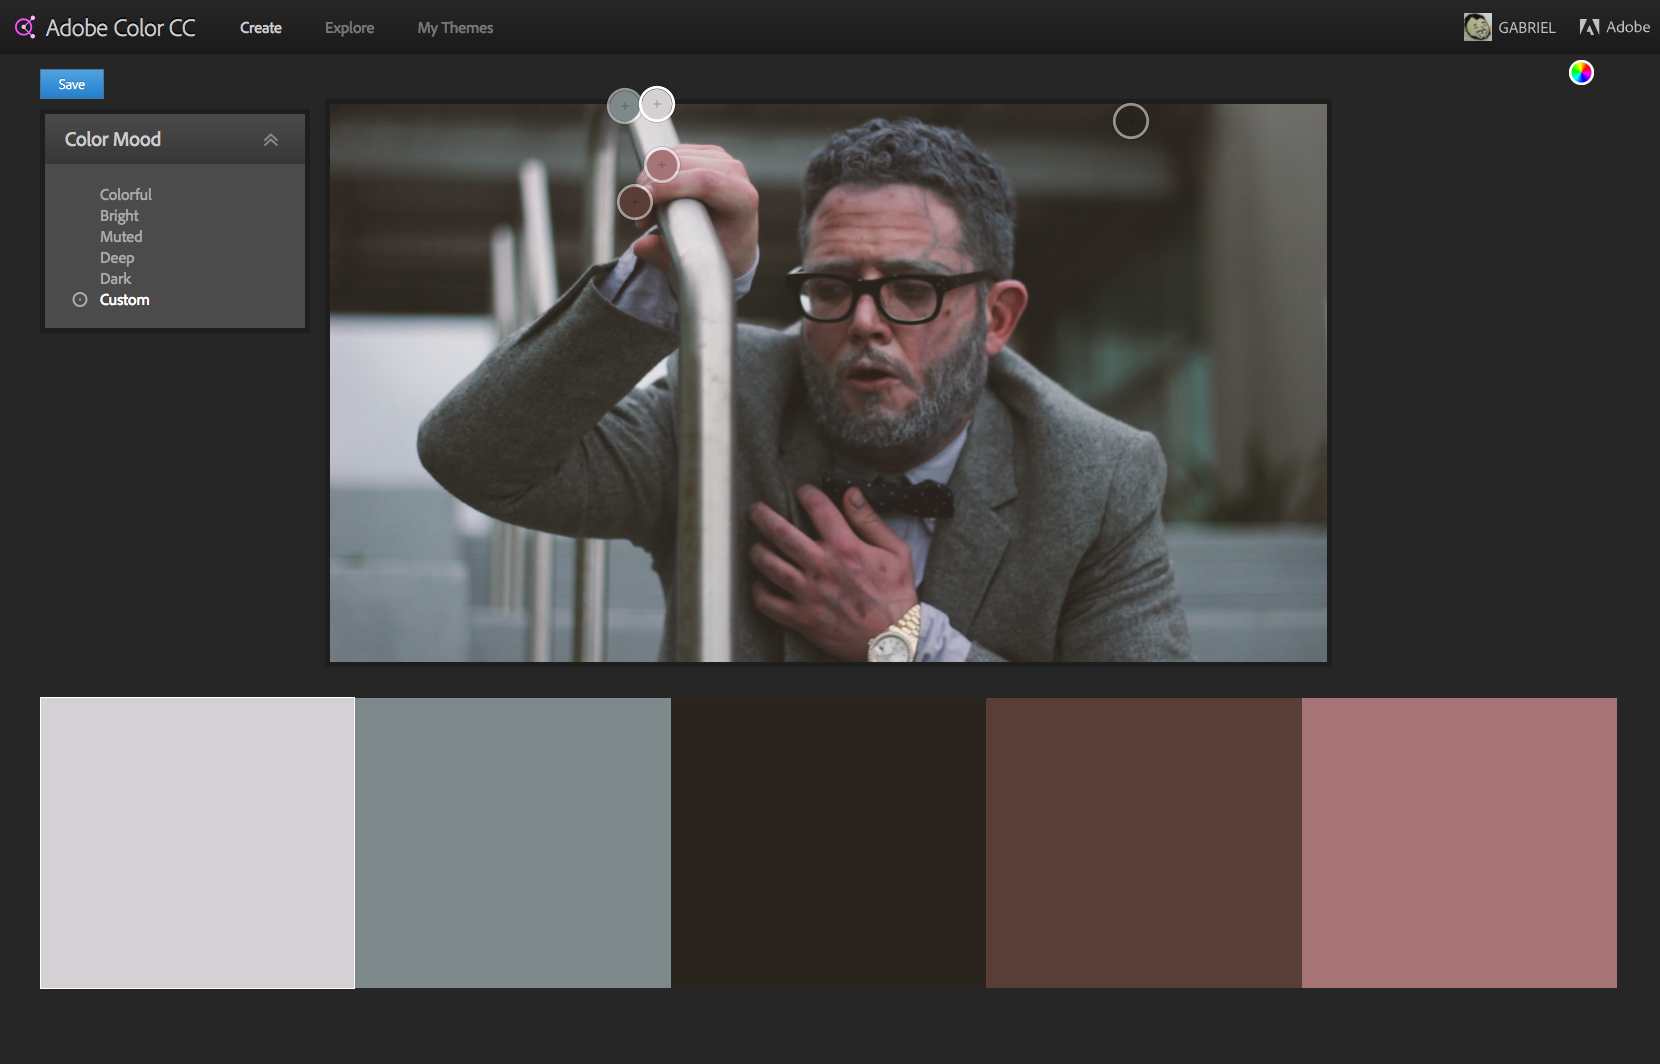 Adobe Color CC Create Explore My Themes GABRIEL Adobe
Save
Color Mood
Colorful
Bright
Muted
Deep
Dark
Custom